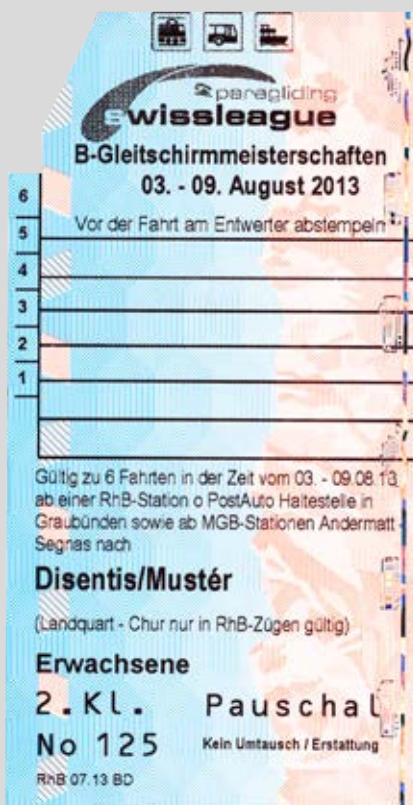 paragliding
swissleague
B-Gleitschirmmeisterschaften
03. - 09. August 2013
Vor der Fahrt am Entwerter abstempeln
6
5
4
3
2
1
Gültig zu 6 Fahrten in der Zeit vom 03. - 09.08.13
ab einer RhB-Station o PostAuto Haltestelle in
Graubünden sowie ab MGB-Stationen Andermatt -
Segnas nach
Disentis/Mustér
(Landquart - Chur nur in RhB-Zügen gültig)
Erwachsene
2.Kl. Pauschal
No 125 Kein Umtausch / Erstattung
RhB 07.13 BD